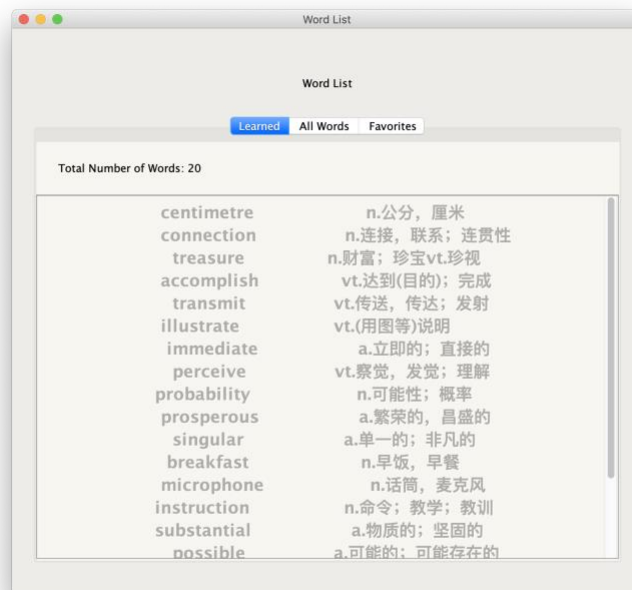 Word List
Word List
Learned All Words Favorites
Total Number of Words: 20
centimetre n.公分，厘米
connection n.连接，联系；连贯性
treasure n.财富；珍宝vt.珍视
accomplish vt.达到(目的)；完成
transmit vt.传送，传达；发射
illustrate vt.(用图等)说明
immediate a.立即的；直接的
perceive vt.察觉，发觉；理解
probability n.可能性；概率
prosperous a.繁荣的，昌盛的
singular a.单一的；非凡的
breakfast n.早饭，早餐
microphone n.话筒，麦克风
instruction n.命令；教学；教训
substantial a.物质的；坚固的
possible a.可能的；可能存在的